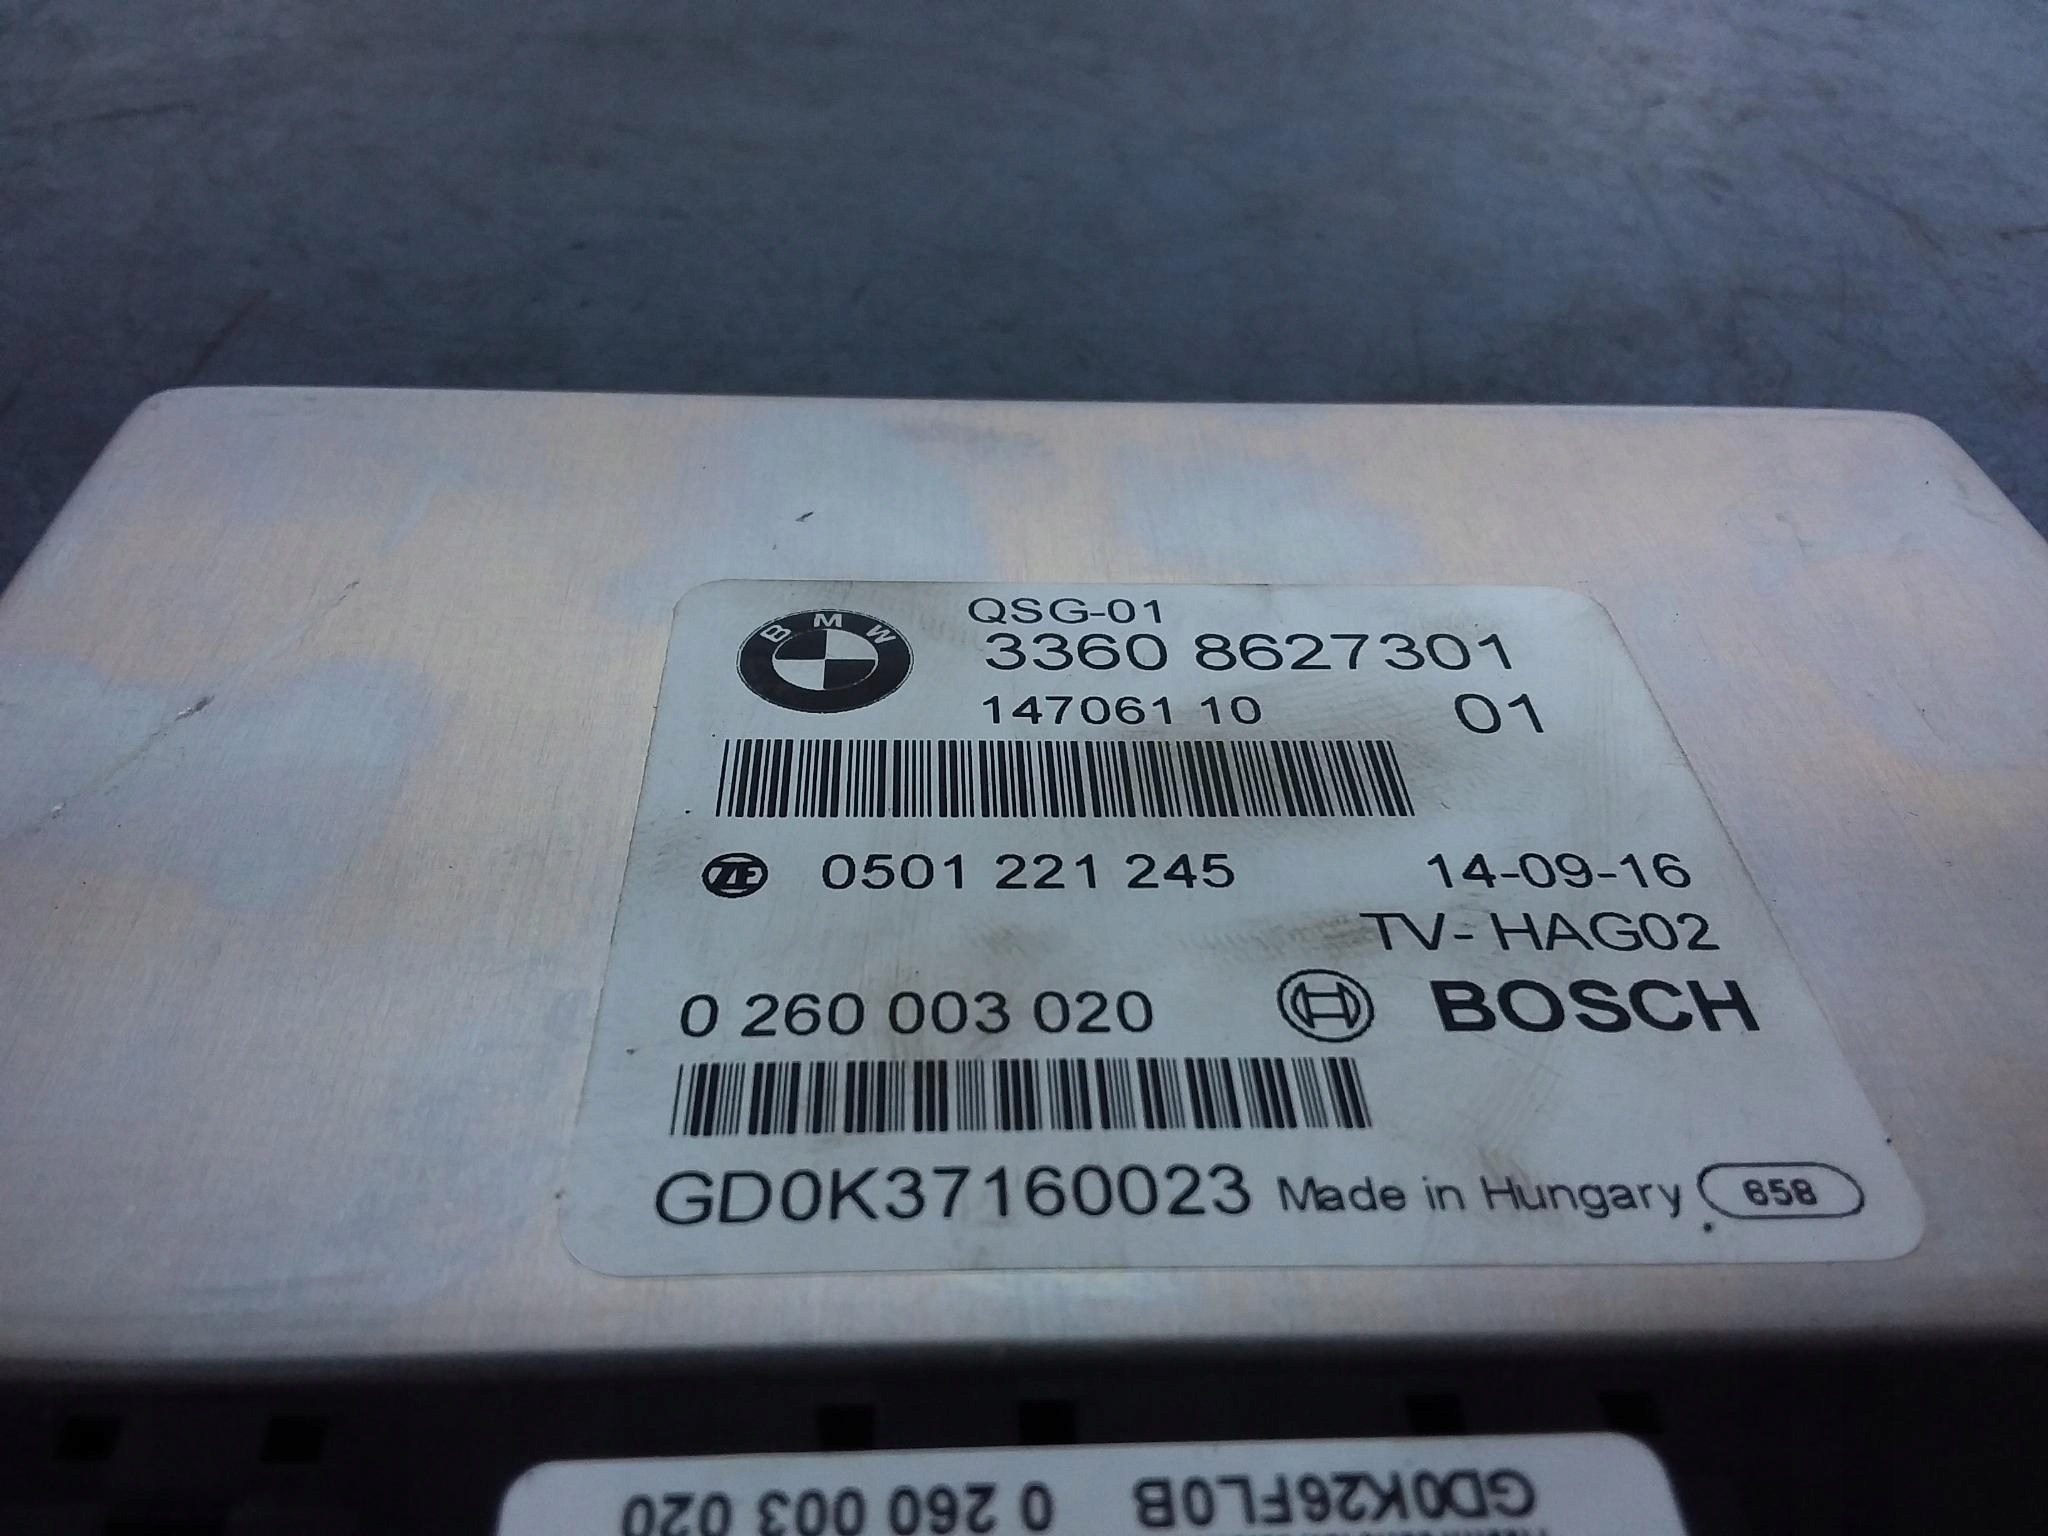 BMW
QSG-01
3360 8627301
147061 10 01
ZF 0501 221 245 14-09-16
TV- HAG02
0 260 003 020 BOSCH
GD0K37160023 Made in Hungary 658
0 260 003 020 GD0K26FL0B